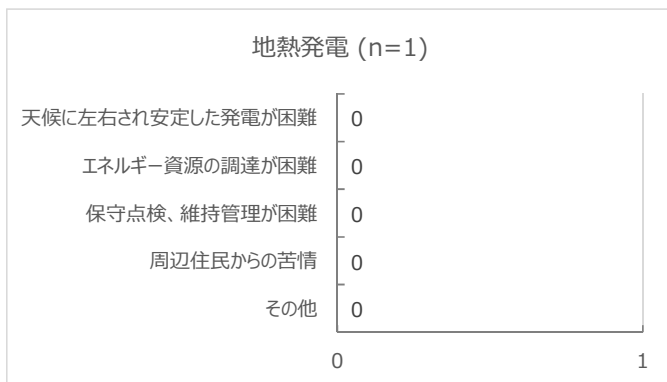 地熱発電 (n=1)
天候に左右され安定した発電が困難 0
エネルギー資源の調達が困難 0
保守点検、維持管理が困難 0
周辺住民からの苦情 0
その他 0
0 1